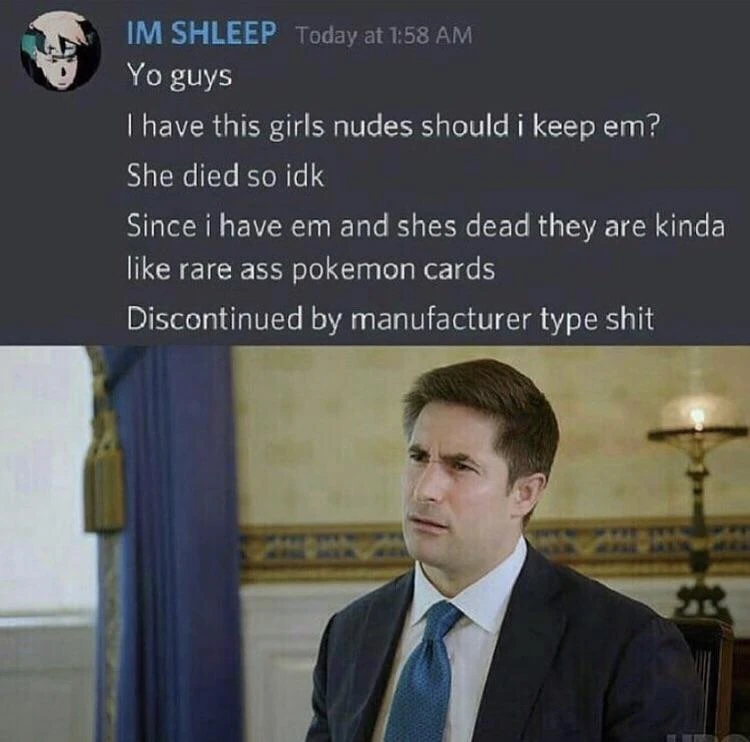 IM SHLEEP Today at 1:58 AM
Yo guys
I have this girls nudes should i keep em?
She died so idk
Since i have em and shes dead they are kinda
like rare ass pokemon cards
Discontinued by manufacturer type shit